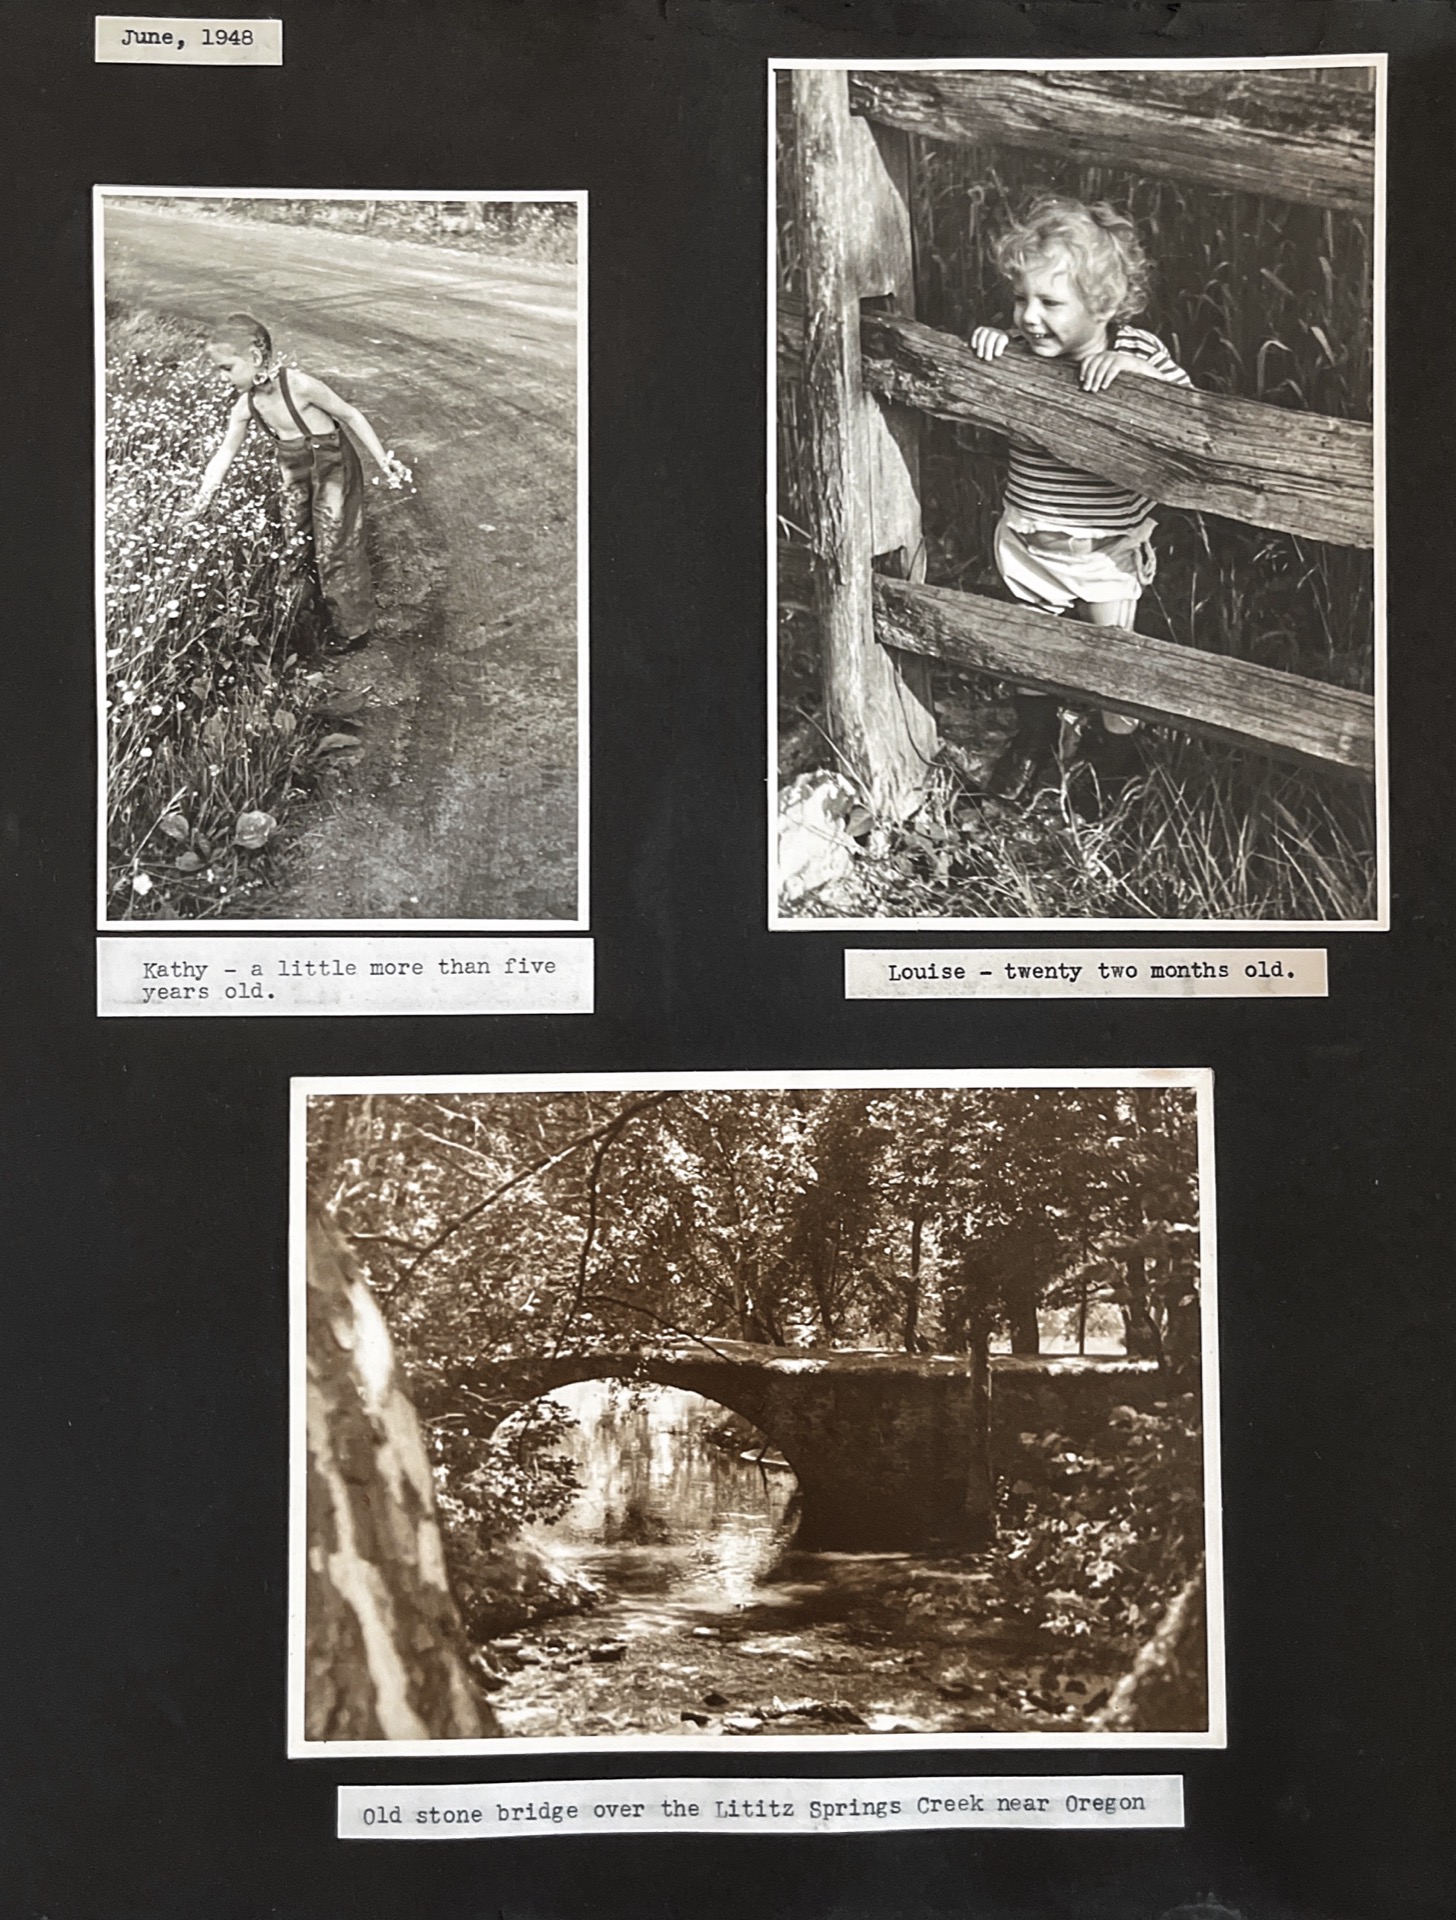 June, 1948
Kathy - a little more than five
years old.
Louise - twenty two months old.
Old stone bridge over the Lititz Springs Creek near Oregon